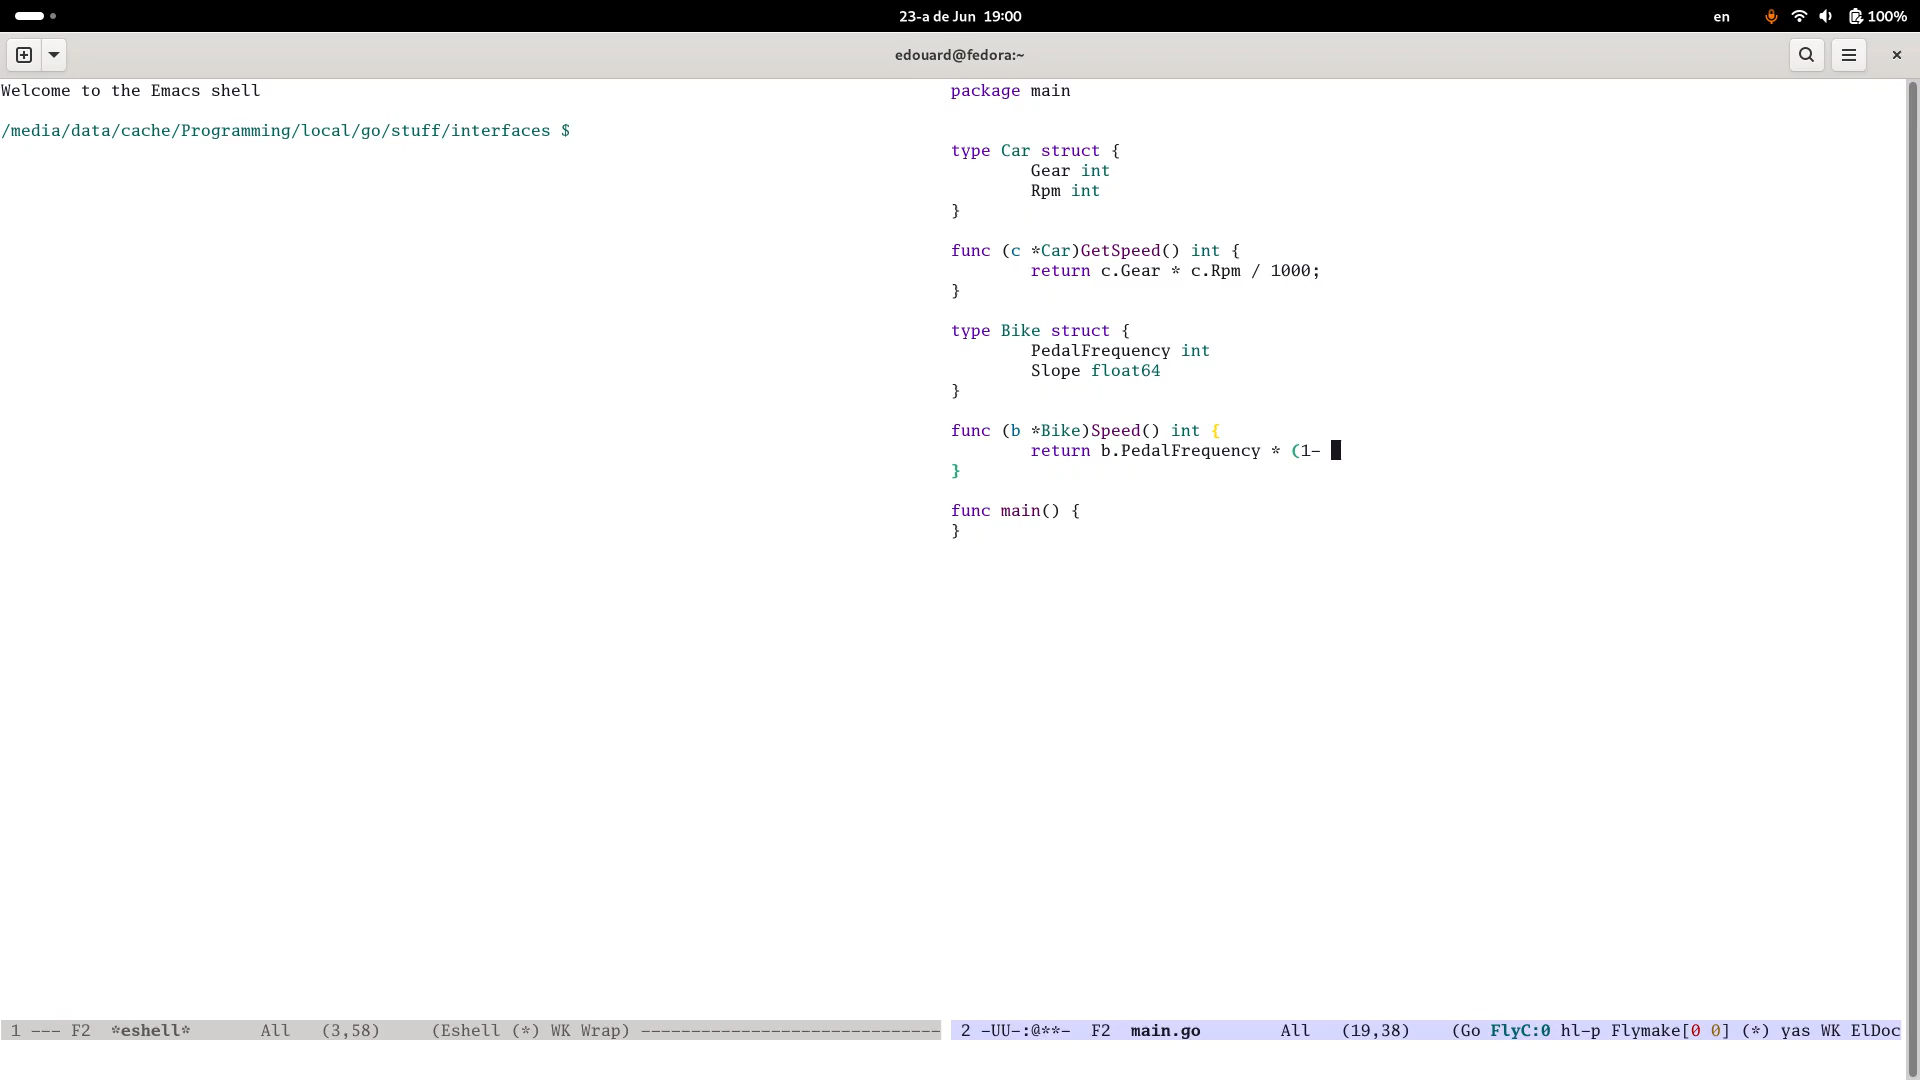 23-a de Jun 19:00
en
100%
edouard@fedora:~
Welcome to the Emacs shell
/media/data/cache/Programming/local/go/stuff/interfaces $
1 --- F2 *eshell* All (3,58) (Eshell (*) WK Wrap) ------------------------------
package main
type Car struct {
Gear int
Rpm int
}
func (c *Car)GetSpeed() int {
return c.Gear * c.Rpm / 1000;
}
type Bike struct {
PedalFrequency int
Slope float64
}
func (b *Bike)Speed() int {
return b.PedalFrequency * (1-
}
func main() {
}
2 -UU-:@**- F2 main.go All (19,38) (Go FlyC:0 hl-p Flymake[0 0] (*) yas WK ElDoc